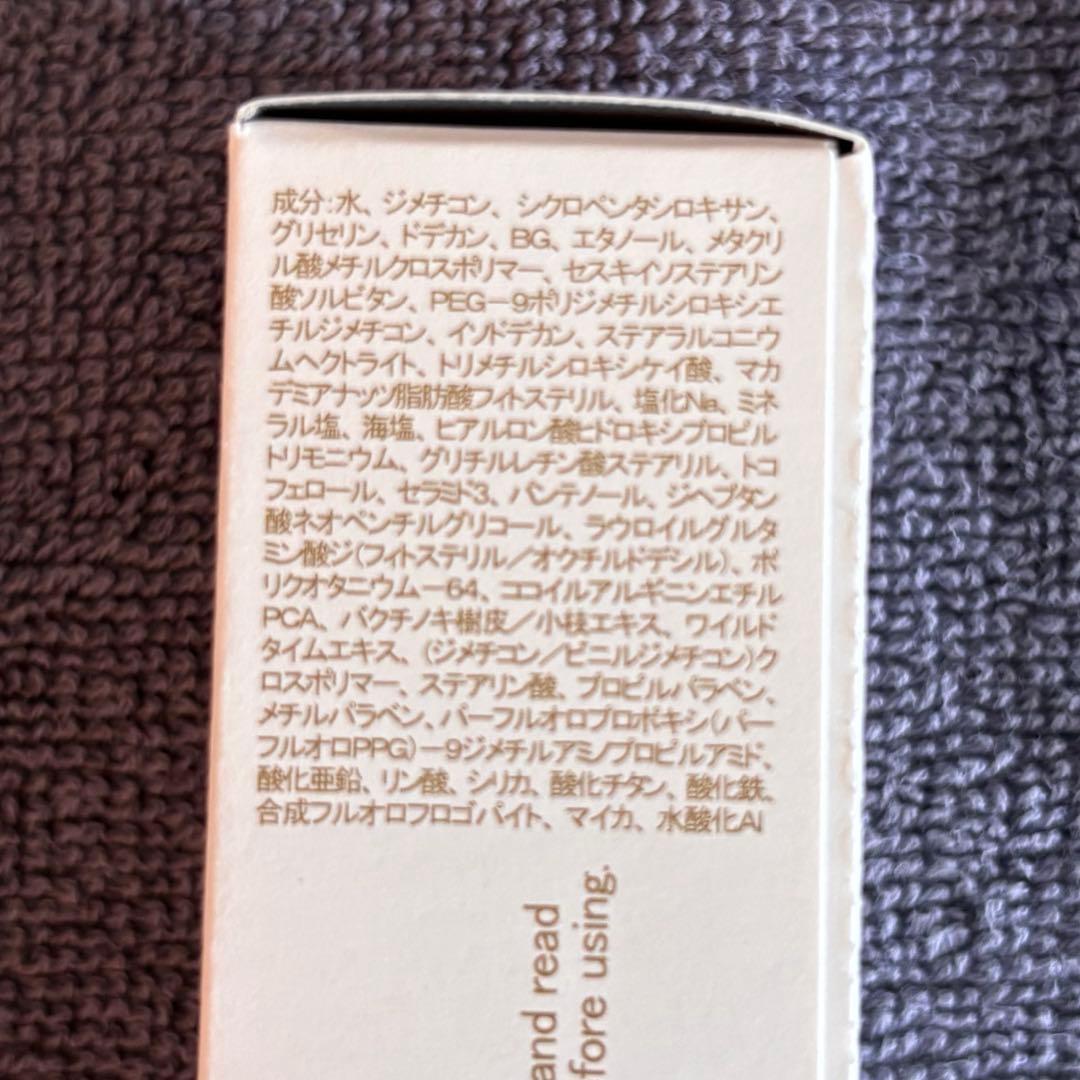 成分:水、ジメチコン、シクロペンタシロキサン、
グリセリン、ドデカン、BG、エタノール、メタクリ
ル酸メチルクロスポリマー、セスキイソステアリン
酸ソルビタン、PEG−9ポリジメチルシロキシエ
チルジメチコン、イソドデカン、ステアラルコニウ
ムヘクトライト、トリメチルシロキシケイ酸、マカ
デミアナッツ脂肪酸フィトステリル、塩化Na、ミネ
ラル塩、海塩、ヒアルロン酸ヒドロキシプロピル
トリモニウム、グリチルレチン酸ステアリル、トコ
フェロール、セラミド3、パンテノール、ジヘプタン
酸ネオペンチルグリコール、ラウロイルグルタ
ミン酸ジ(フィトステリル/オクチルドデシル)、ポ
リクオタニウムー64、ココイルアルギニンエチル
PCA、バクチノキ樹皮/小枝エキス、ワイルド
タイムエキス、(ジメチコン/ビニルジメチコン)ク
ロスポリマー、ステアリン酸、プロピルパラベン、
メチルパラベン、パーフルオロプロポキシ(パー
フルオロPPG)−9ジメチルアミノプロピルアミド、
酸化亜鉛、リン酸、シリカ、酸化チタン、酸化鉄、
合成フルオロフロゴパイト、マイカ、水酸化Al
and read
fore using.